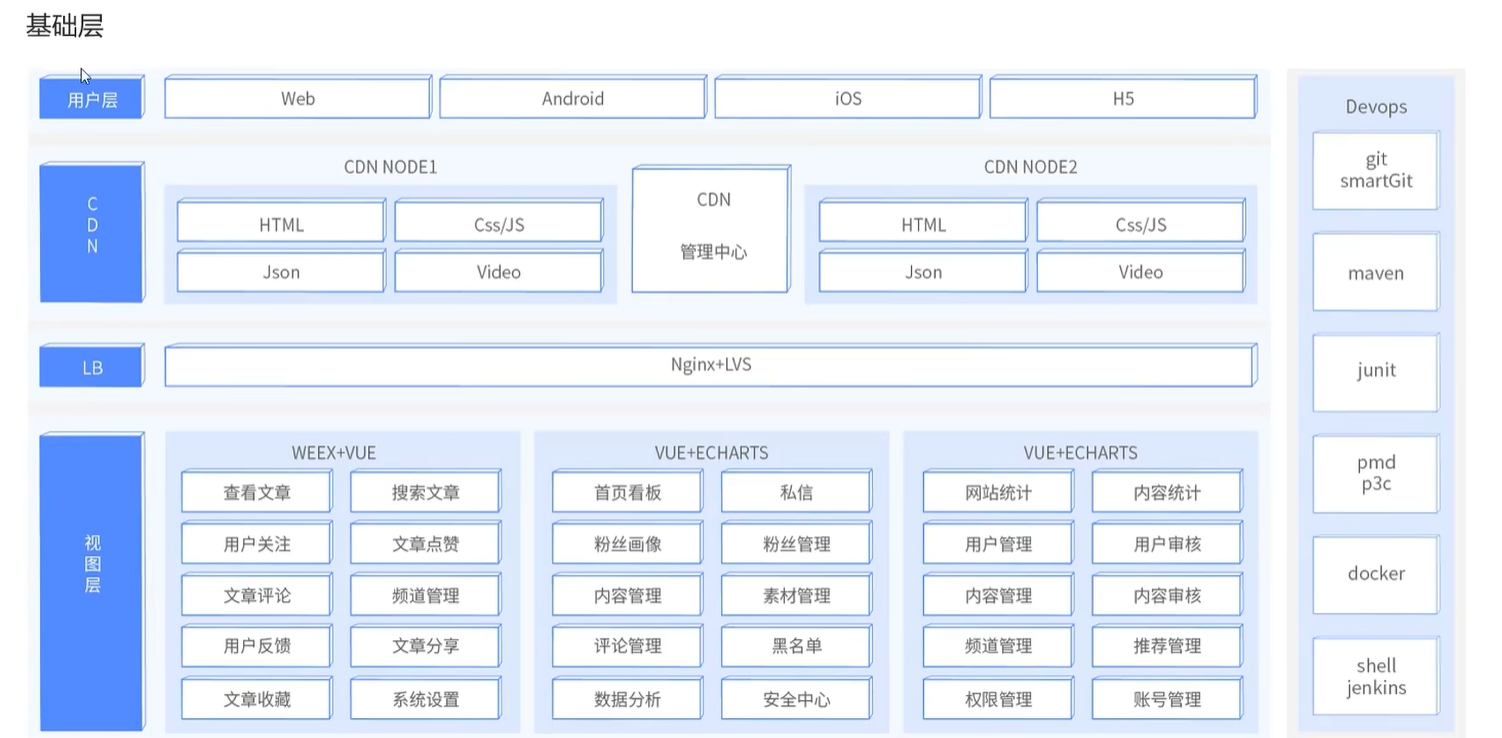 基础层
用户层
Web
Android
iOS
H5
C
D
N
CDN NODE1
HTML
Css/JS
Json
Video
CDN
管理中心
CDN NODE2
HTML
Css/JS
Json
Video
LB
Nginx+LVS
视
图
层
WEEX+VUE
查看文章
搜索文章
用户关注
文章点赞
文章评论
频道管理
用户反馈
文章分享
文章收藏
系统设置
VUE+ECHARTS
首页看板
私信
粉丝画像
粉丝管理
内容管理
素材管理
评论管理
黑名单
数据分析
安全中心
VUE+ECHARTS
网站统计
内容统计
用户管理
用户审核
内容管理
内容审核
频道管理
推荐管理
权限管理
账号管理
Devops
git
smartGit
maven
junit
pmd
p3c
docker
shell
jenkins